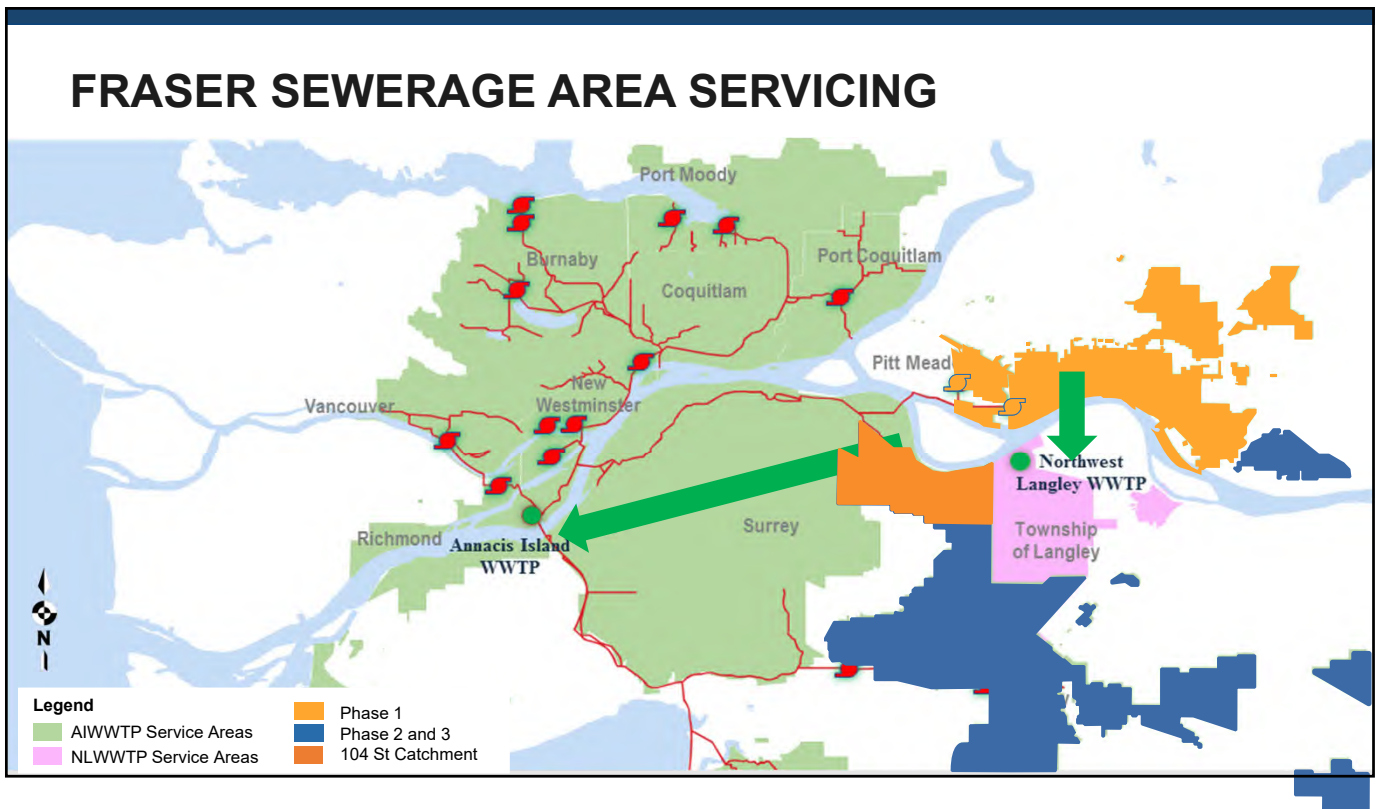 FRASER SEWERAGE AREA SERVICING
Port Moody
Burnaby
Port Coquitlam
Coquitlam
Pitt Mead
New
Westminster
Vancouver
Northwest
Langley WWTP
Surrey
Township
of Langley
Richmond
Annacis Island
WWTP
N
Legend
AIWWTP Service Areas
NLWWTP Service Areas
Phase 1
Phase 2 and 3
104 St Catchment